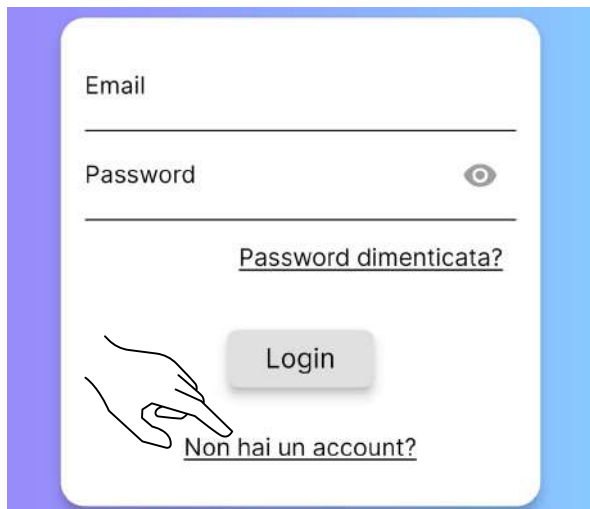 Email
Password
Password dimenticata?
Login
Non hai un account?